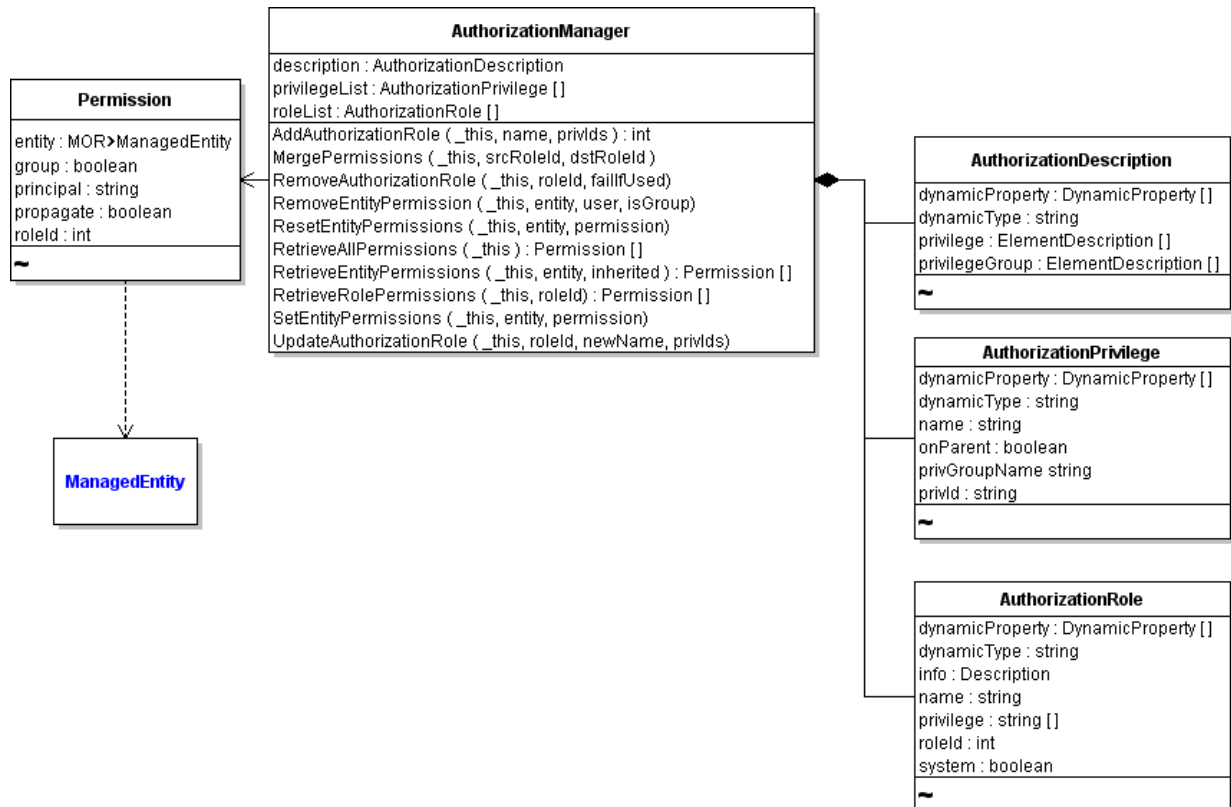 AuthorizationManager
description : AuthorizationDescription
privilegeList : AuthorizationPrivilege [ ]
roleList : AuthorizationRole [ ]
AddAuthorizationRole ( _this, name, privIds ) : int
MergePermissions ( _this, srcRoleId, dstRoleId )
RemoveAuthorizationRole ( _this, roleId, failIfUsed)
RemoveEntityPermission ( _this, entity, user, isGroup)
ResetEntityPermissions ( _this, entity, permission)
RetrieveAllPermissions ( _this ) : Permission [ ]
RetrieveEntityPermissions ( _this, entity, inherited ) : Permission [ ]
RetrieveRolePermissions ( _this, roleId) : Permission [ ]
SetEntityPermissions ( _this, entity, permission)
UpdateAuthorizationRole ( _this, roleId, newName, privIds)
Permission
entity : MOR>ManagedEntity
group : boolean
principal : string
propagate : boolean
roleId : int
~
ManagedEntity
AuthorizationDescription
dynamicProperty : DynamicProperty [ ]
dynamicType : string
privilege : ElementDescription [ ]
privilegeGroup : ElementDescription [ ]
~
AuthorizationPrivilege
dynamicProperty : DynamicProperty [ ]
dynamicType : string
name : string
onParent : boolean
privGroupName string
privId : string
~
AuthorizationRole
dynamicProperty : DynamicProperty [ ]
dynamicType : string
info : Description
name : string
privilege : string [ ]
roleId : int
system : boolean
~